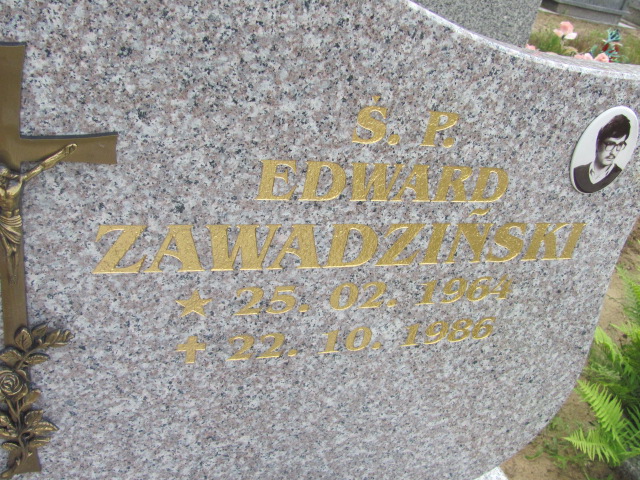 Ś. P.
EDWARD
ZAWADZIŃSKI
25. 02. 1964
22. 10. 1986